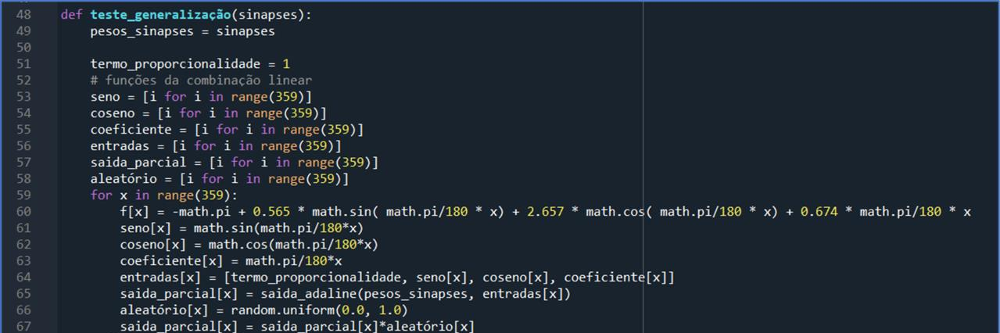 48 def teste_generalização(sinapses):
49     pesos_sinapses = sinapses
50
51     termo_proporcionalidade = 1
52     # funções da combinação linear
53     seno = [i for i in range(359)]
54     coseno = [i for i in range(359)]
55     coeficiente = [i for i in range(359)]
56     entradas = [i for i in range(359)]
57     saida_parcial = [i for i in range(359)]
58     aleatório = [i for i in range(359)]
59     for x in range(359):
60         f[x] = -math.pi + 0.565 * math.sin( math.pi/180 * x) + 2.657 * math.cos( math.pi/180 * x) + 0.674 * math.pi/180 * x
61         seno[x] = math.sin(math.pi/180*x)
62         coseno[x] = math.cos(math.pi/180*x)
63         coeficiente[x] = math.pi/180*x
64         entradas[x] = [termo_proporcionalidade, seno[x], coseno[x], coeficiente[x]]
65         saida_parcial[x] = saida_adaline(pesos_sinapses, entradas[x])
66         aleatório[x] = random.uniform(0.0, 1.0)
67         saida_parcial[x] = saida_parcial[x]*aleatório[x]